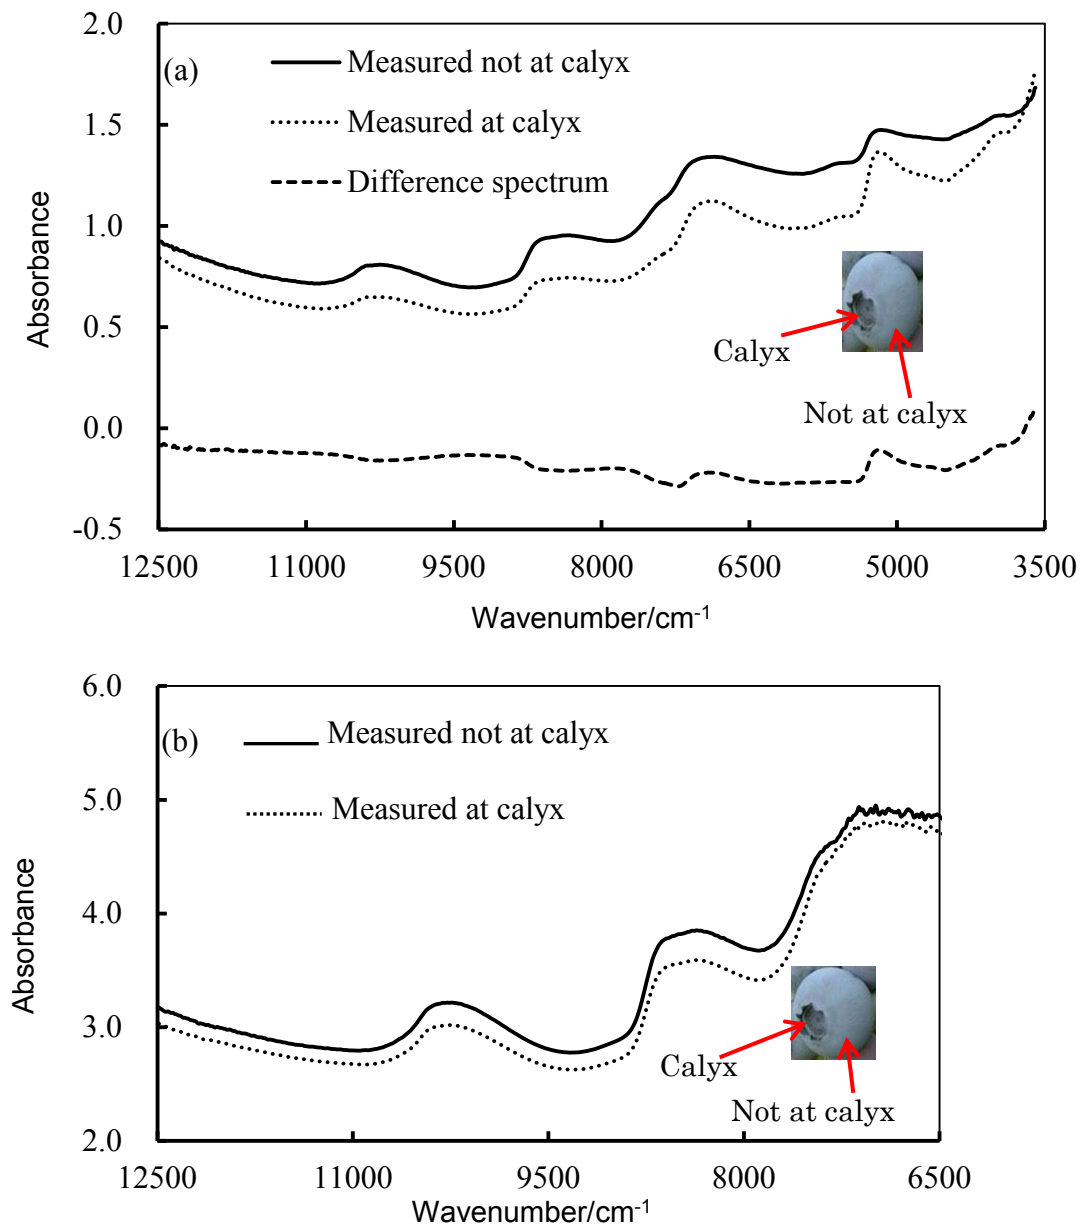 2.0
(a)
Measured not at calyx
Measured at calyx
Difference spectrum
1.5
1.0
0.5
0.0
-0.5
Absorbance
Calyx
Not at calyx
12500 11000 9500 8000 6500 5000 3500
Wavenumber/cm-1
6.0
(b)
Measured not at calyx
Measured at calyx
5.0
4.0
3.0
2.0
Absorbance
Calyx
Not at calyx
12500 11000 9500 8000 6500
Wavenumber/cm-1